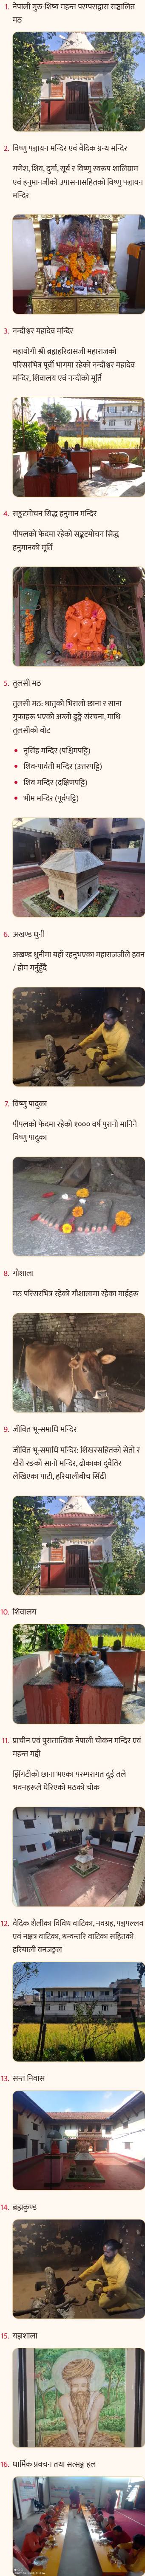 1. नेपाली गुरु-शिष्य महन्त परम्पराद्वारा सञ्चालित
मठ
2. विष्णु पञ्चायन मन्दिर एवं वैदिक ग्रन्थ मन्दिर
गणेश, शिव, दुर्गा, सूर्य र विष्णु स्वरूप शालिग्राम
एवं हनुमानजीको उपासनासहितको विष्णु पञ्चायन
मन्दिर
3. नन्दीश्वर महादेव मन्दिर
महायोगी श्री ब्रह्महरिदासजी महाराजको
परिसरभित्र पूर्वी भागमा रहेको नन्दीश्वर महादेव
मन्दिर, शिवालय एवं नन्दीको मूर्ति
4. सङ्कटमोचन सिद्ध हनुमान मन्दिर
पीपलको फेदमा रहेको सङ्कटमोचन सिद्ध
हनुमानको मूर्ति
5. तुलसी मठ
तुलसी मठ: धातुको भिरालो छाना र साना
गुफाहरू भएको अग्लो ढुङ्गे संरचना, माथि
तुलसीको बोट
• नृसिंह मन्दिर (पश्चिमपट्टि)
• शिव-पार्वती मन्दिर (उत्तरपट्टि)
• शिव मन्दिर (दक्षिणपट्टि)
• भीम मन्दिर (पूर्वपट्टि)
6. अखण्ड धुनी
अखण्ड धुनीमा यहाँ रहनुभएका महाराजजीले हवन
/ होम गर्नुहुँदै
7. विष्णु पादुका
पीपलको फेदमा रहेको १००० वर्ष पुरानो मानिने
विष्णु पादुका
8. गौशाला
मठ परिसरभित्र रहेको गौशालामा रहेका गाईहरू
9. जीवित भू-समाधि मन्दिर
जीवित भू-समाधि मन्दिर: शिखरसहितको सेतो र
खैरो रङको सानो मन्दिर, ढोकाका दुवैतिर
लेखिएका पाटी, हरियालीबीच सिँढी
10. शिवालय
11. प्राचीन एवं पुरातात्त्विक नेपाली चोकन मन्दिर एवं
महन्त गद्दी
झिँगटीको छाना भएका परम्परागत दुई तले
भवनहरूले घेरिएको मठको चोक
12. वैदिक शैलीका विविध वाटिका, नवग्रह, पञ्चपल्लव
एवं नक्षत्र वाटिका, धन्वन्तरि वाटिका सहितको
हरियाली वनजङ्गल
13. सन्त निवास
14. ब्रह्मकुण्ड
15. यज्ञशाला
16. धार्मिक प्रवचन तथा सत्सङ्ग हल